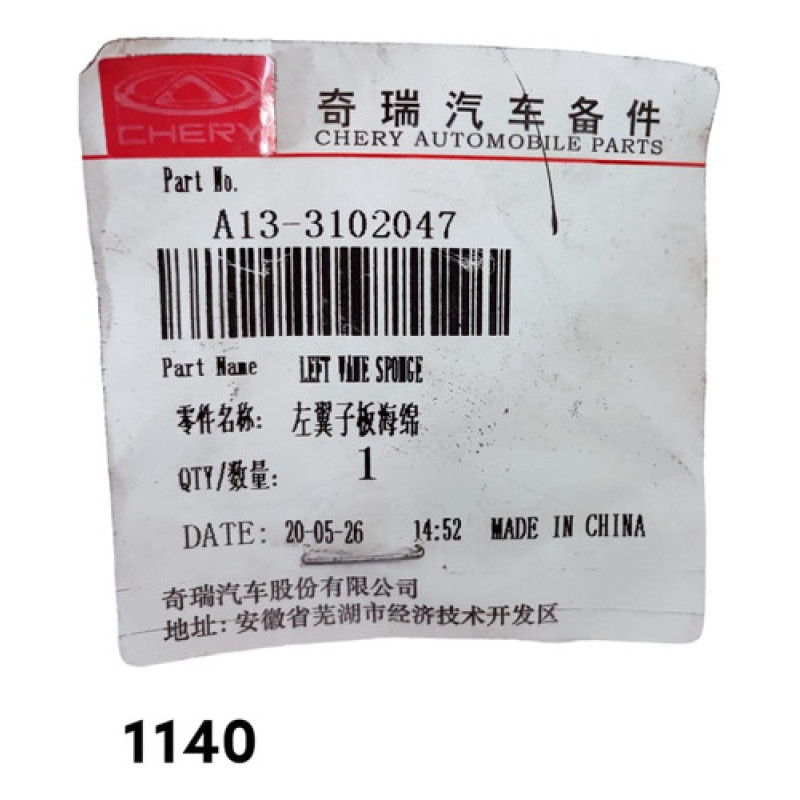 CHERY
奇瑞汽车备件
CHERY AUTOMOBILE PARTS
Part No.
A13-3102047
Part Name LEFT VANE SPONGE
零件名称: 左翼子板海绵
QTY/数量: 1
DATE: 20-05-26 14:52 MADE IN CHINA
奇瑞汽车股份有限公司
地址: 安徽省芜湖市经济技术开发区
1140